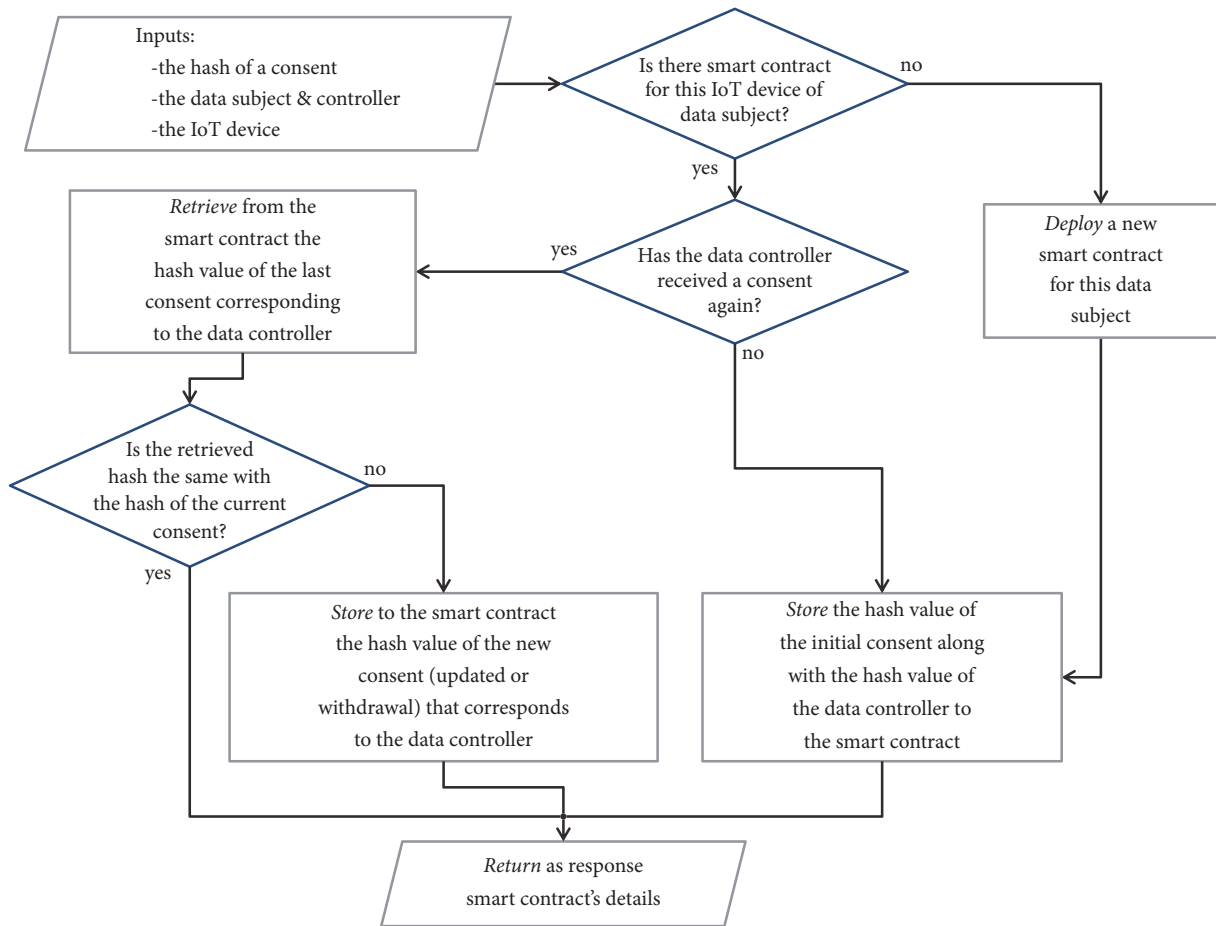 Inputs:
-the hash of a consent
-the data subject & controller
-the IoT device
Is there smart contract
for this IoT device of
data subject?
no
yes
Retrieve from the
smart contract the
hash value of the last
consent corresponding
to the data controller
yes
Has the data controller
received a consent
again?
no
Deploy a new
smart contract
for this data
subject
Is the retrieved
hash the same with
the hash of the current
consent?
no
yes
Store to the smart contract
the hash value of the new
consent (updated or
withdrawal) that corresponds
to the data controller
Store the hash value of
the initial consent along
with the hash value of
the data controller to
the smart contract
Return as response
smart contract’s details